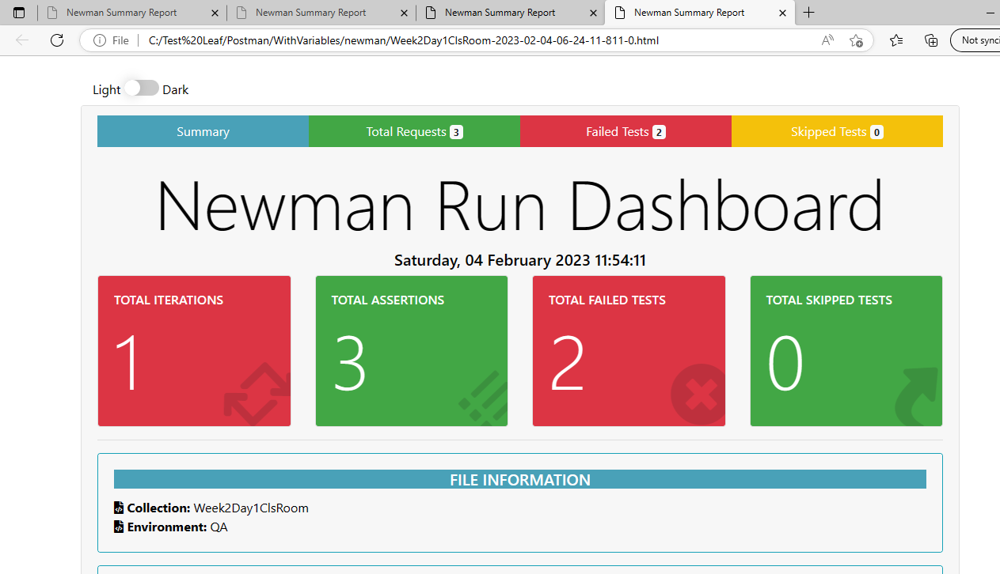 Newman Summary Report
Newman Summary Report
Newman Summary Report
Newman Summary Report
File C:/Test%20Leaf/Postman/WithVariables/newman/Week2Day1ClsRoom-2023-02-04-06-24-11-811-0.html
Light Dark
Summary Total Requests 3 Failed Tests 2 Skipped Tests 0
Newman Run Dashboard
Saturday, 04 February 2023 11:54:11
TOTAL ITERATIONS
1
TOTAL ASSERTIONS
3
TOTAL FAILED TESTS
2
TOTAL SKIPPED TESTS
0
FILE INFORMATION
Collection: Week2Day1ClsRoom
Environment: QA